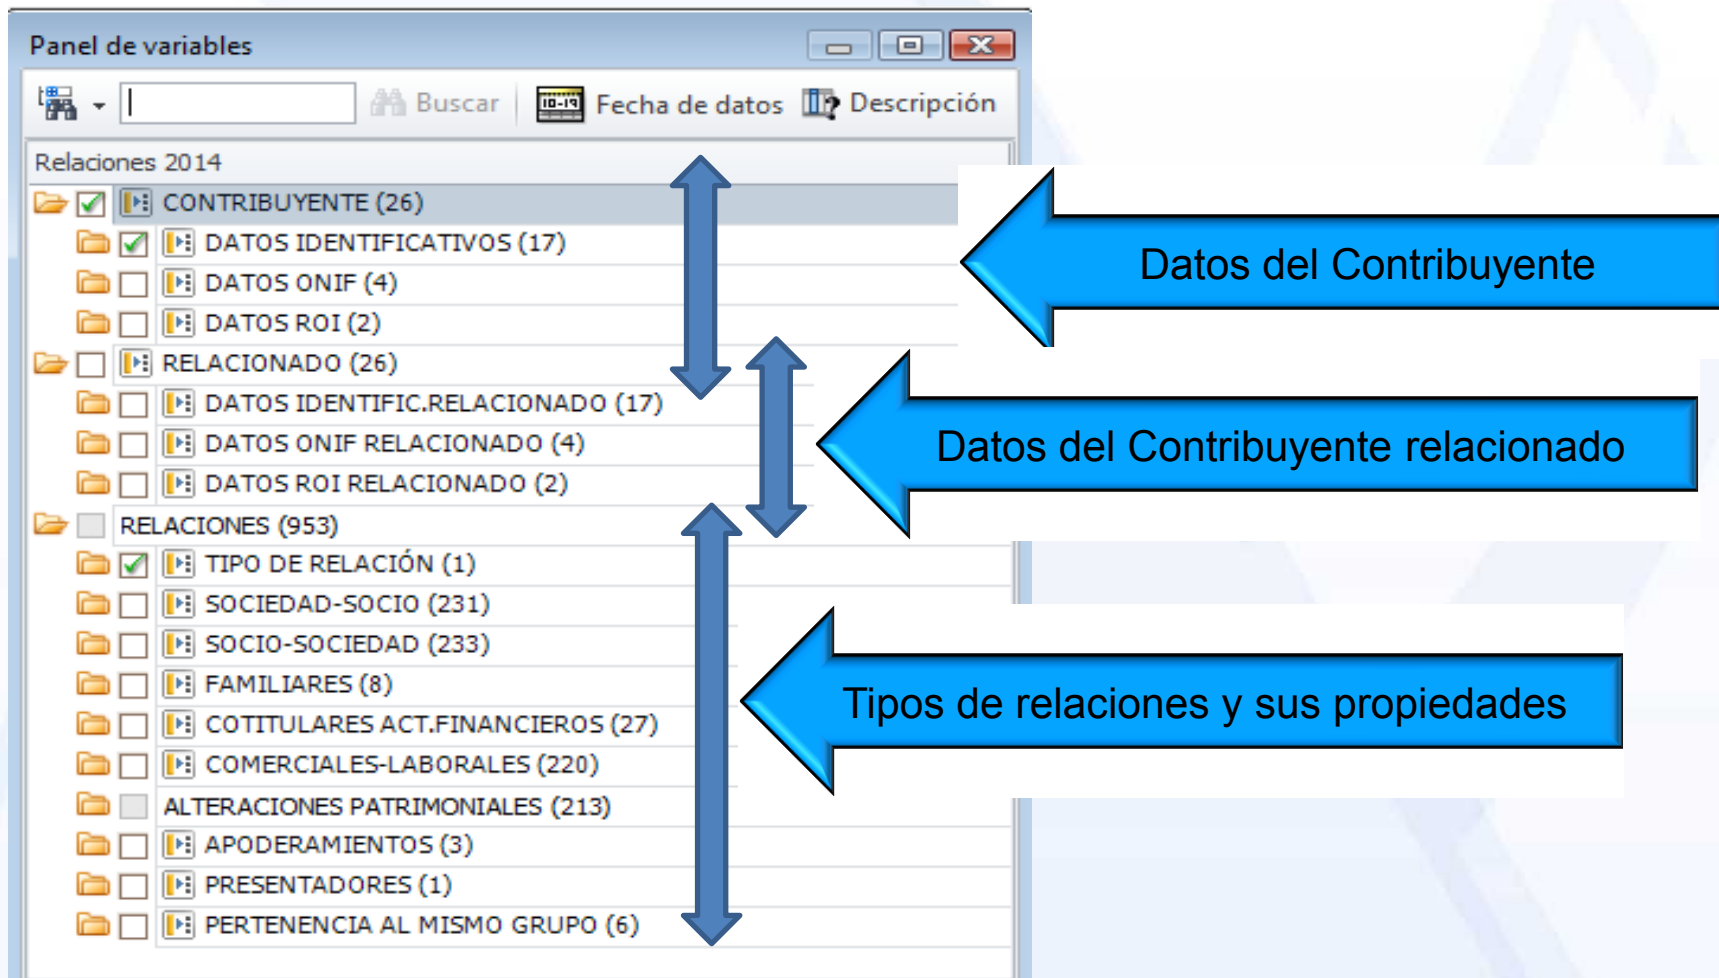 Panel de variables
Buscar
Fecha de datos
Descripción
Relaciones 2014
CONTRIBUYENTE (26)
DATOS IDENTIFICATIVOS (17)
DATOS ONIF (4)
DATOS ROI (2)
RELACIONADO (26)
DATOS IDENTIFIC.RELACIONADO (17)
DATOS ONIF RELACIONADO (4)
DATOS ROI RELACIONADO (2)
RELACIONES (953)
TIPO DE RELACIÓN (1)
SOCIEDAD-SOCIO (231)
SOCIO-SOCIEDAD (233)
FAMILIARES (8)
COTITULARES ACT.FINANCIEROS (27)
COMERCIALES-LABORALES (220)
ALTERACIONES PATRIMONIALES (213)
APODERAMIENTOS (3)
PRESENTADORES (1)
PERTENENCIA AL MISMO GRUPO (6)
Datos del Contribuyente
Datos del Contribuyente relacionado
Tipos de relaciones y sus propiedades